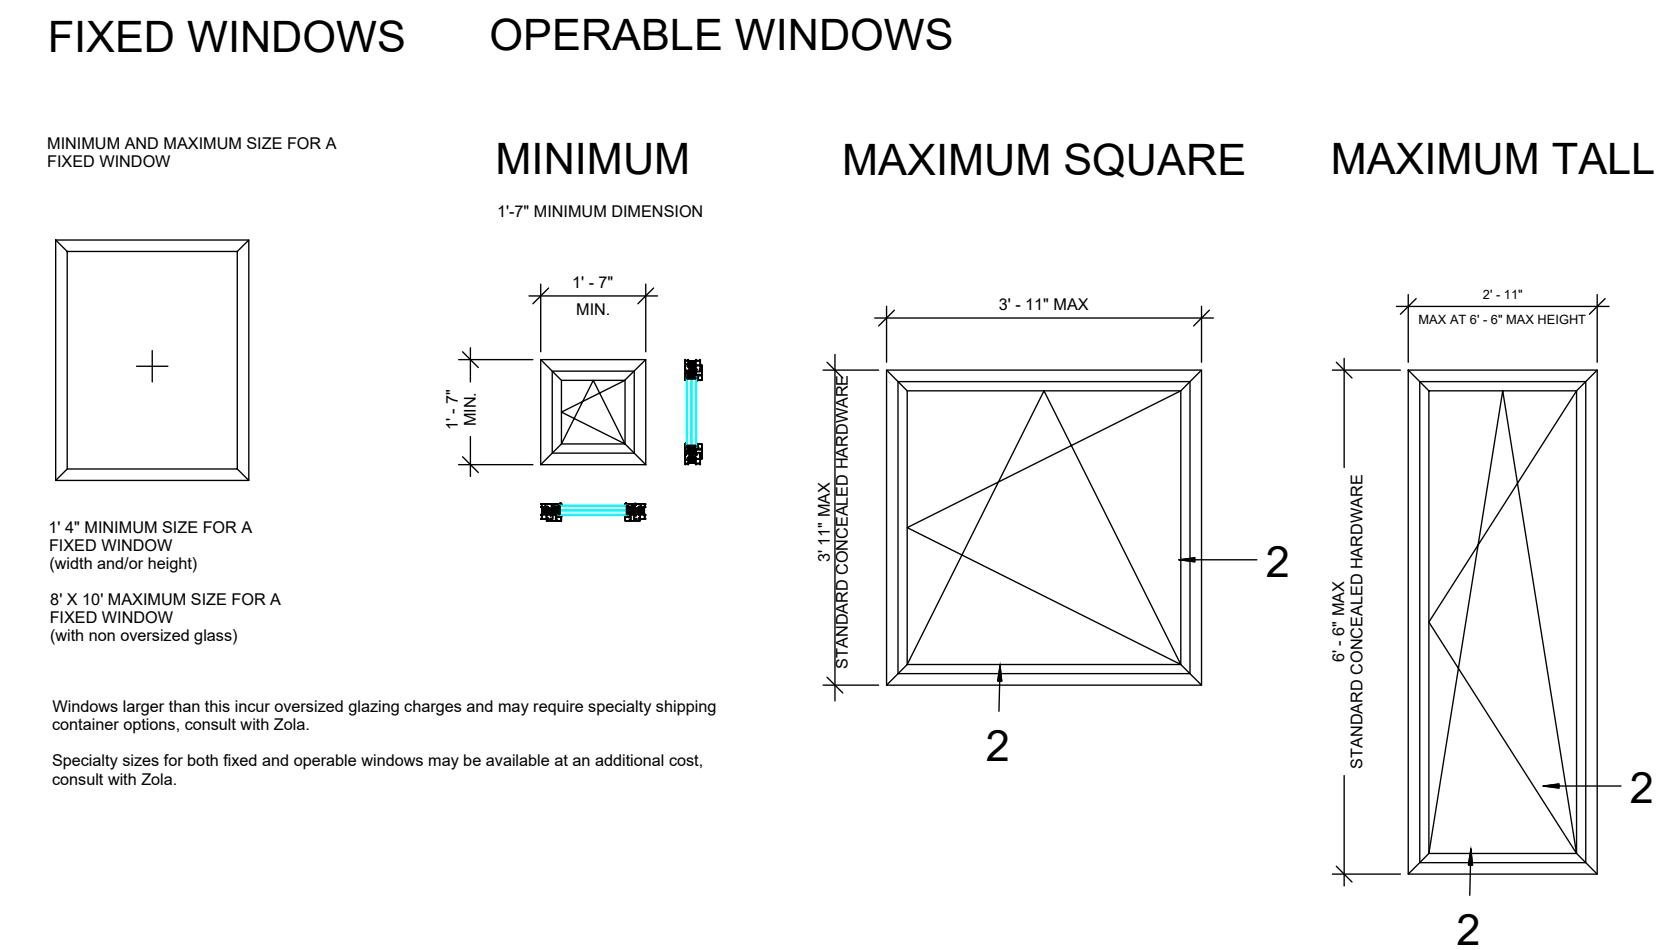 FIXED WINDOWS
OPERABLE WINDOWS
MINIMUM AND MAXIMUM SIZE FOR A
FIXED WINDOW
1' 4" MINIMUM SIZE FOR A
FIXED WINDOW
(width and/or height)
8' X 10' MAXIMUM SIZE FOR A
FIXED WINDOW
(with non oversized glass)
Windows larger than this incur oversized glazing charges and may require specialty shipping
container options, consult with Zola.
Specialty sizes for both fixed and operable windows may be available at an additional cost,
consult with Zola.
MINIMUM
1'-7" MINIMUM DIMENSION
1' - 7"
MIN.
1' - 7"
MIN.
MAXIMUM SQUARE
3' - 11" MAX
3' 11" MAX
STANDARD CONCEALED HARDWARE
2
2
MAXIMUM TALL
2' - 11"
MAX AT 6' - 6" MAX HEIGHT
6' - 6" MAX
STANDARD CONCEALED HARDWARE
2
2